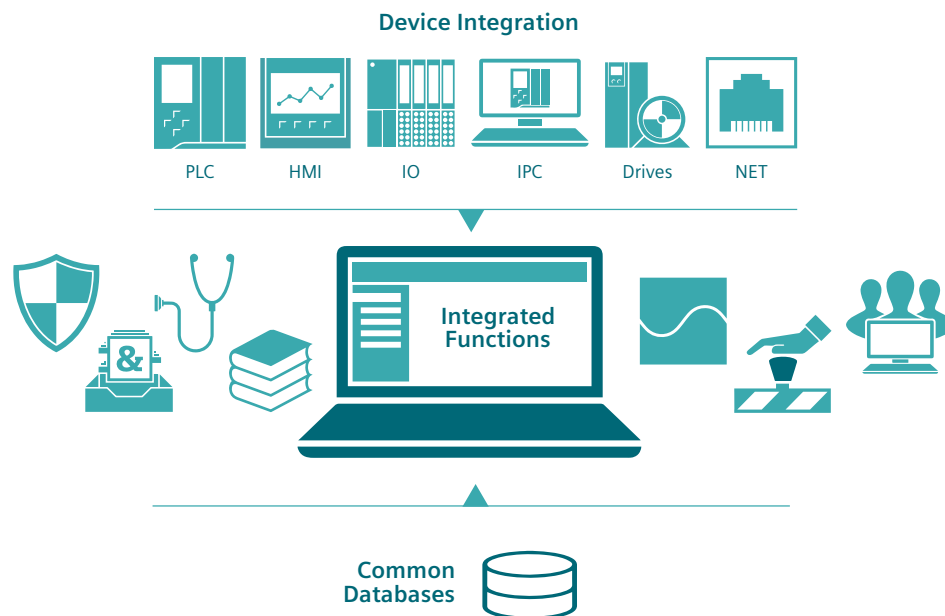 Device Integration
PLC HMI IO IPC Drives NET
&
Integrated
Functions
Common
Databases